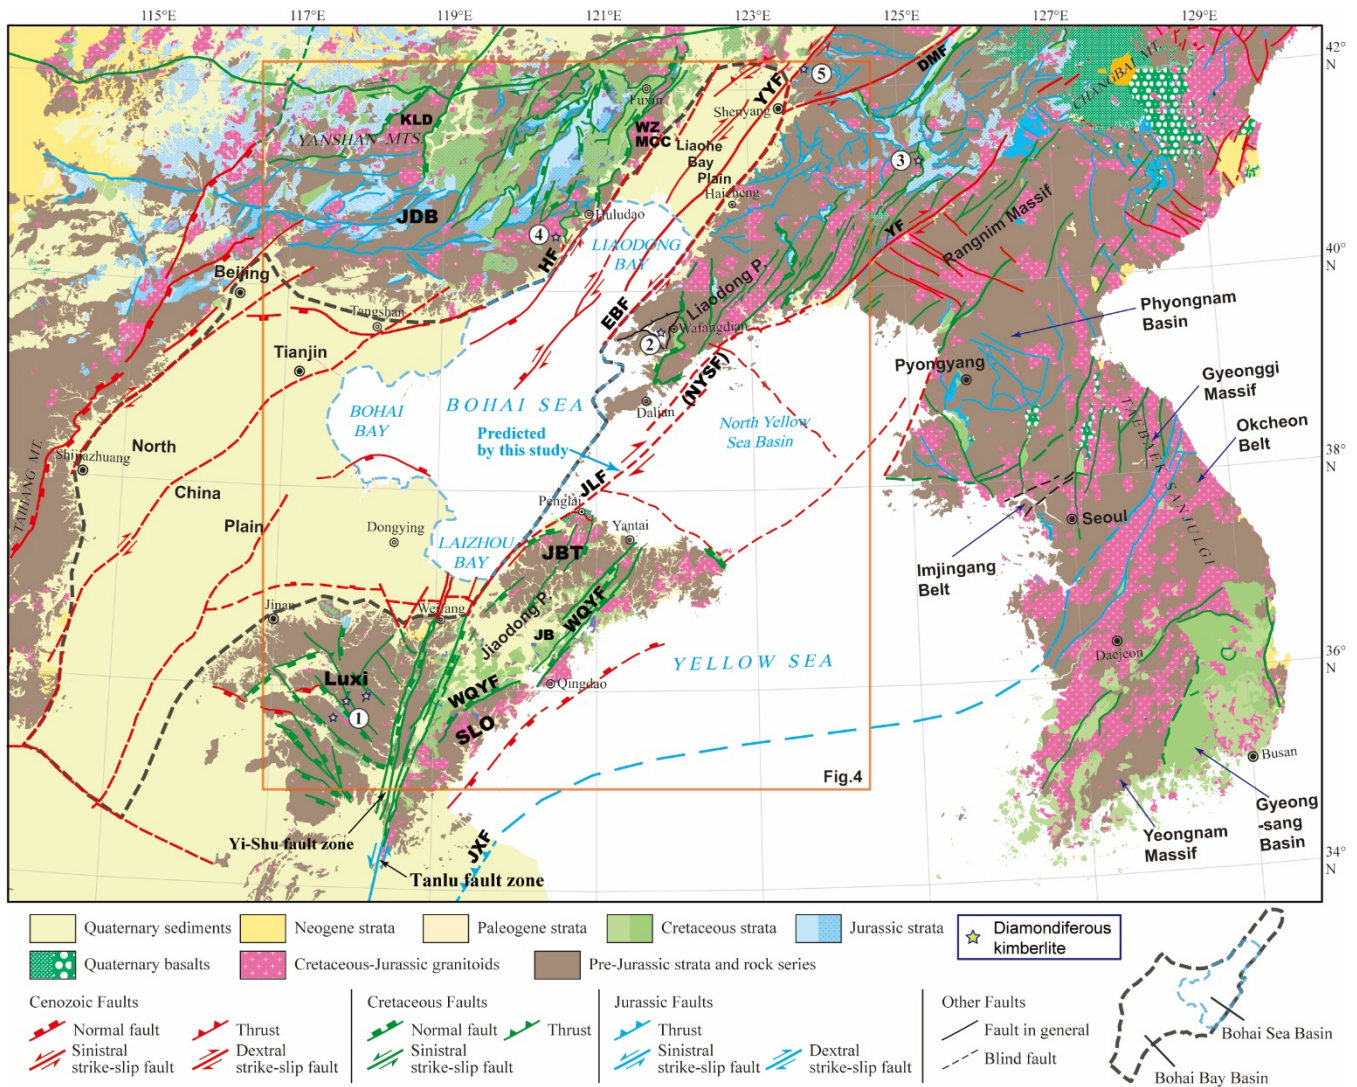 115°E 117°E 119°E 121°E 123°E 125°E 127°E 129°E
42°
N
CHANGBAI MT.
DMF
5
YYF
Fuxin
Shenyang
KLD
YANSHAN MTS.
WZ
MCC
Liaohe
Bay
Plain
3
Haicheng
Rangnim Massif
JDB
Huludao
4
YF
LIAODONG
BAY
HF
40°
N
Beijing
Liaodong P.
EBF
Phyongnam
Basin
Tangshan
Wafangdian
2
Tianjin
(NYSF)
Pyongyang
Gyeonggi
Massif
BOHAI
BAY
BOHAI SEA
Dalian
North Yellow
Sea Basin
TAEBAEK SANJULGI
Okcheon
Belt
Predicted
by this study
North
Shijiazhuang
38°
N
TAIHANG MT.
JLF
China
Penglai
Plain
Dongying
Yantai
Seoul
LAIZHOU
BAY
JBT
Imjingang
Belt
Jinan
Weifang
Jiaodong P.
WQYF
JB
Daejeon
36°
N
YELLOW SEA
Luxi
WQYF
Qingdao
1
SLO
Busan
Fig.4
Gyeong
-sang
Basin
Yi-Shu fault zone
JXF
Yeongnam
Massif
34°
N
Tanlu fault zone
Quaternary sediments
Neogene strata
Paleogene strata
Cretaceous strata
Jurassic strata
Diamondiferous
kimberlite
Quaternary basalts
Cretaceous-Jurassic granitoids
Pre-Jurassic strata and rock series
Cenozoic Faults
Normal fault
Thrust
Sinistral
strike-slip fault
Dextral
strike-slip fault
Cretaceous Faults
Normal fault
Thrust
Sinistral
strike-slip fault
Jurassic Faults
Thrust
Sinistral
strike-slip fault
Dextral
strike-slip fault
Other Faults
Fault in general
Blind fault
Bohai Sea Basin
Bohai Bay Basin